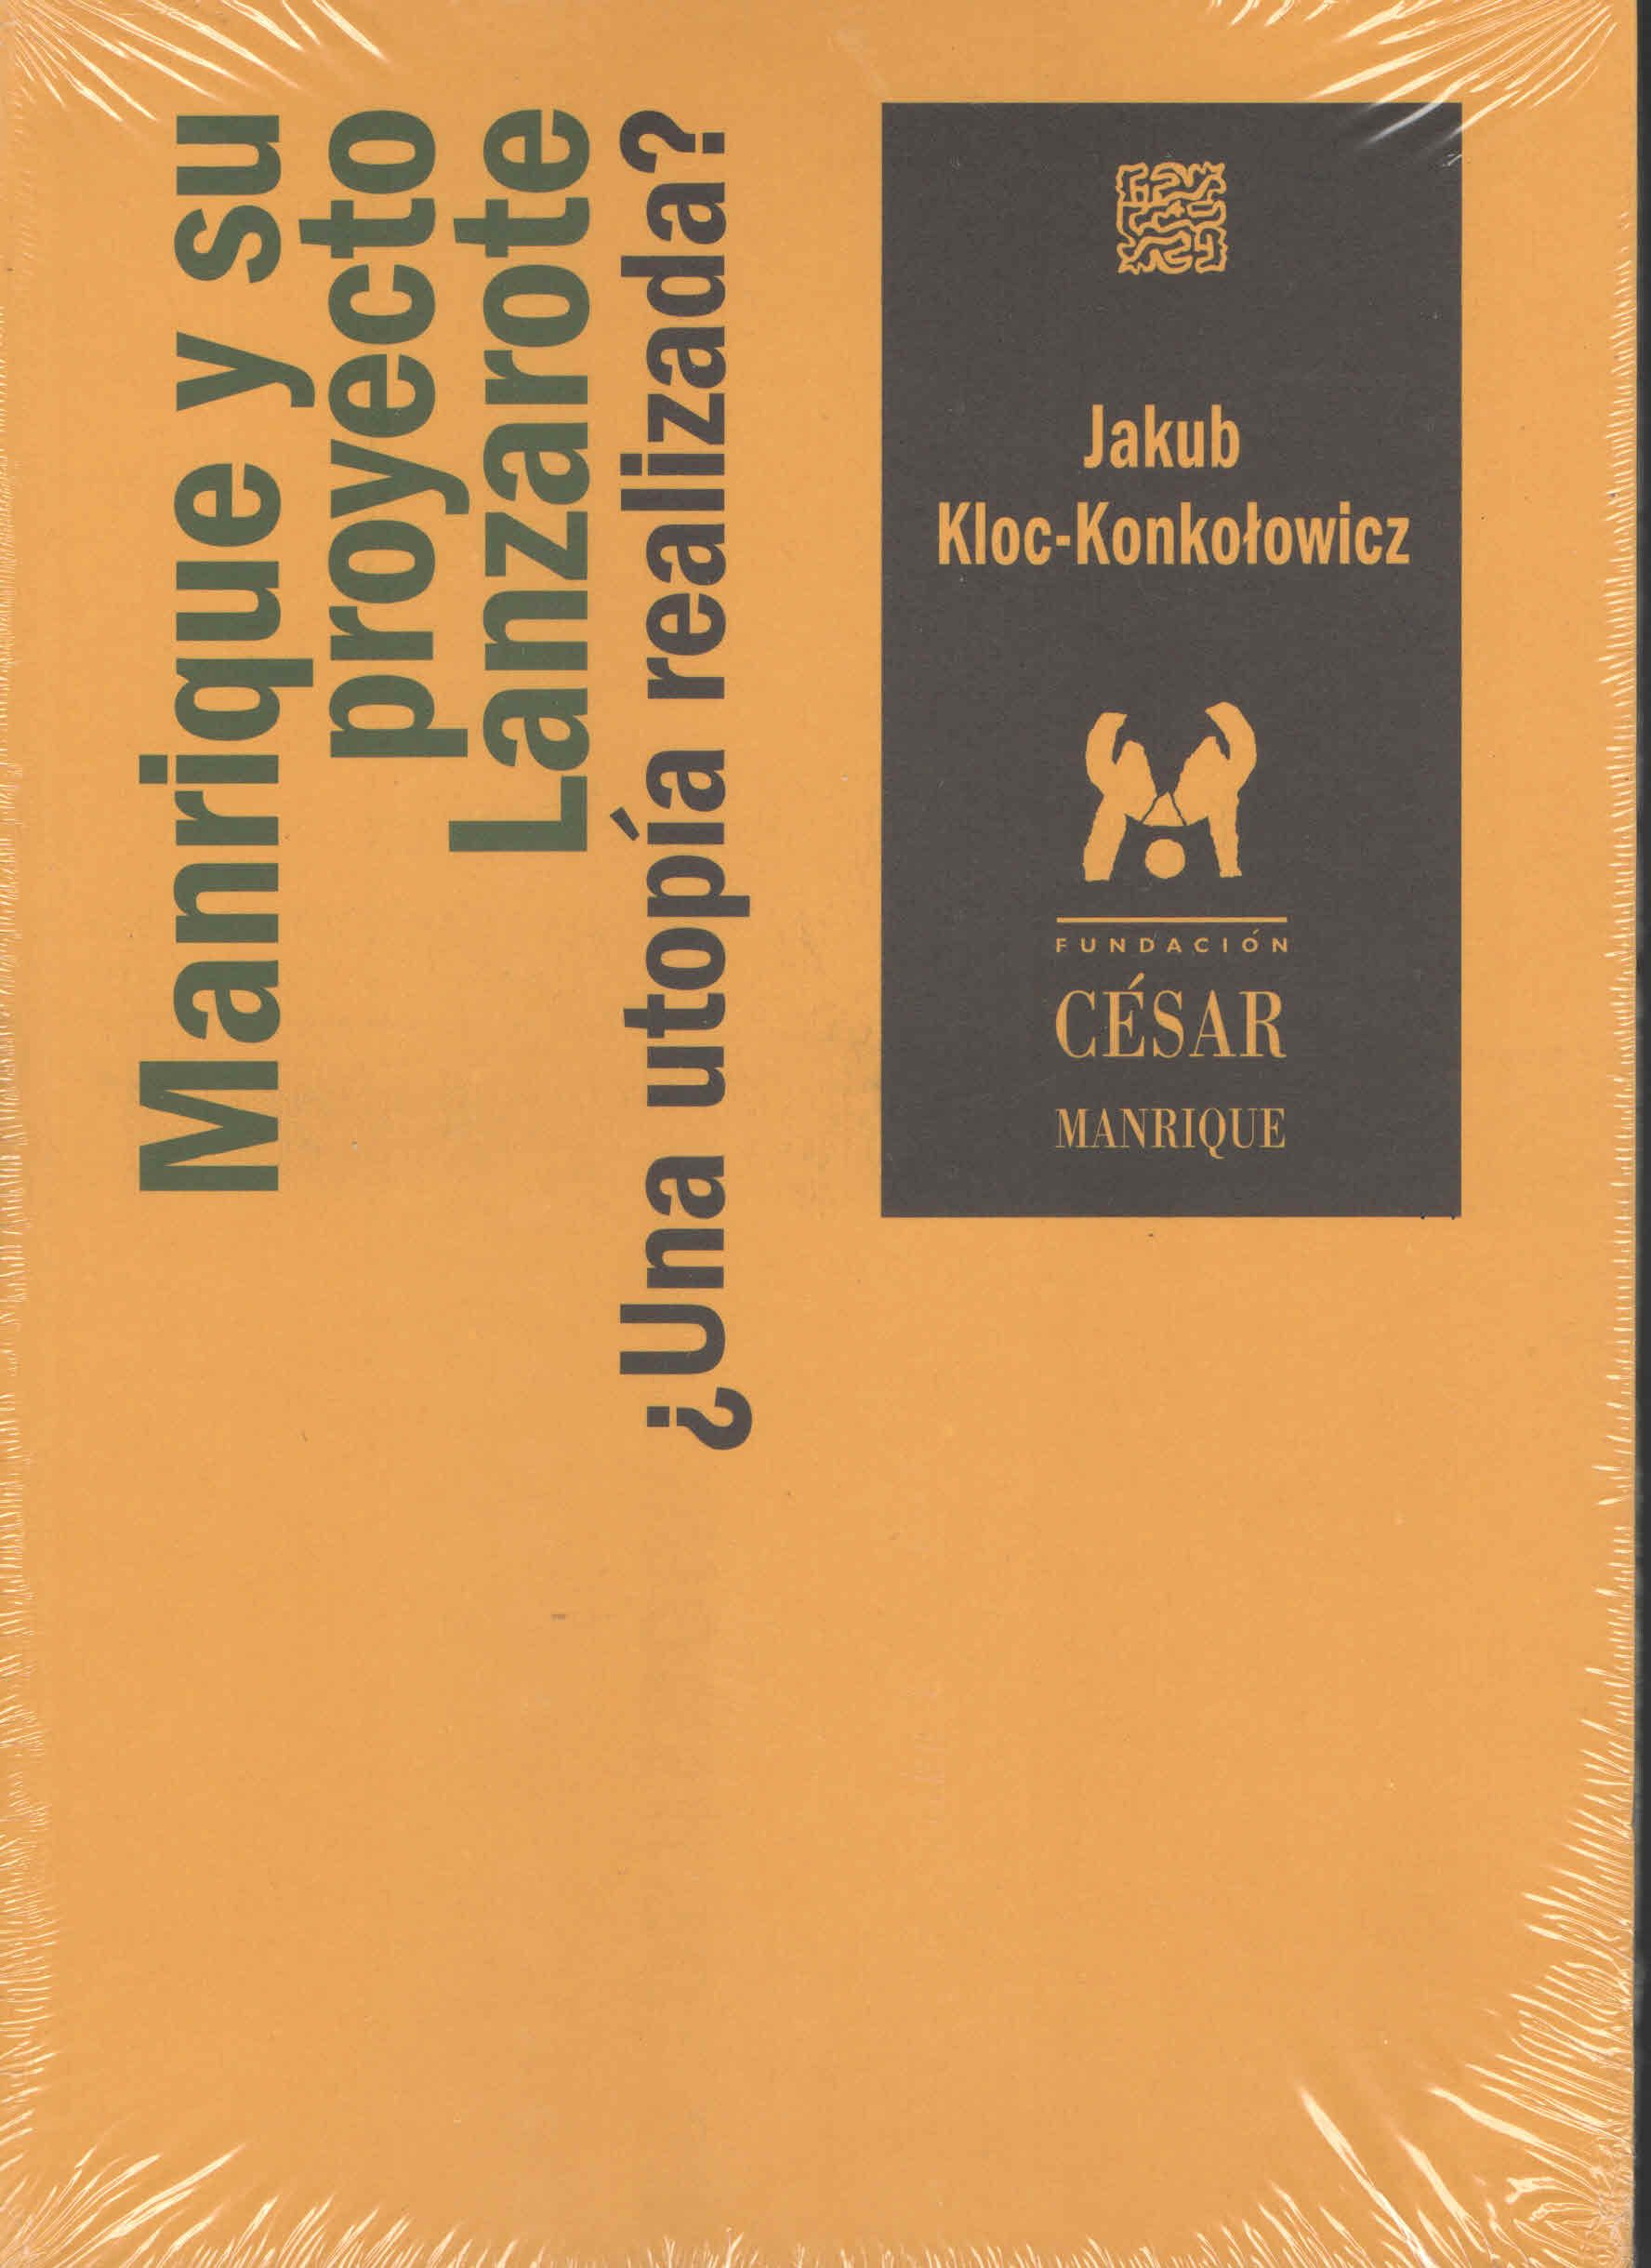 Manrique y su
proyecto
Lanzarote
¿Una utopía realizada?
Jakub
Kloc-Konkołowicz
FUNDACIÓN
CÉSAR
MANRIQUE